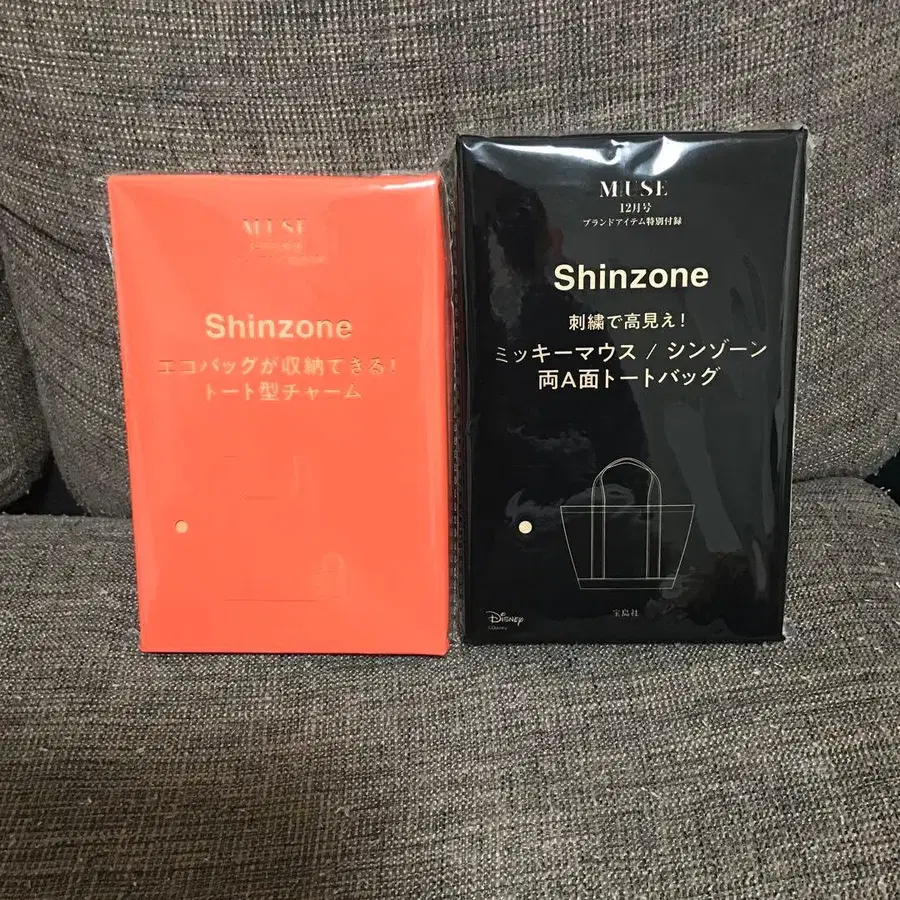 MUSE
Shinzone
エコバッグが収納できる!
トート型チャーム
MUSE
12月号
ブランドアイテム特別付録
Shinzone
刺繍で高見え!
ミッキーマウス / シンゾーン
両A面トートバッグ
Disney
©Disney
宝島社